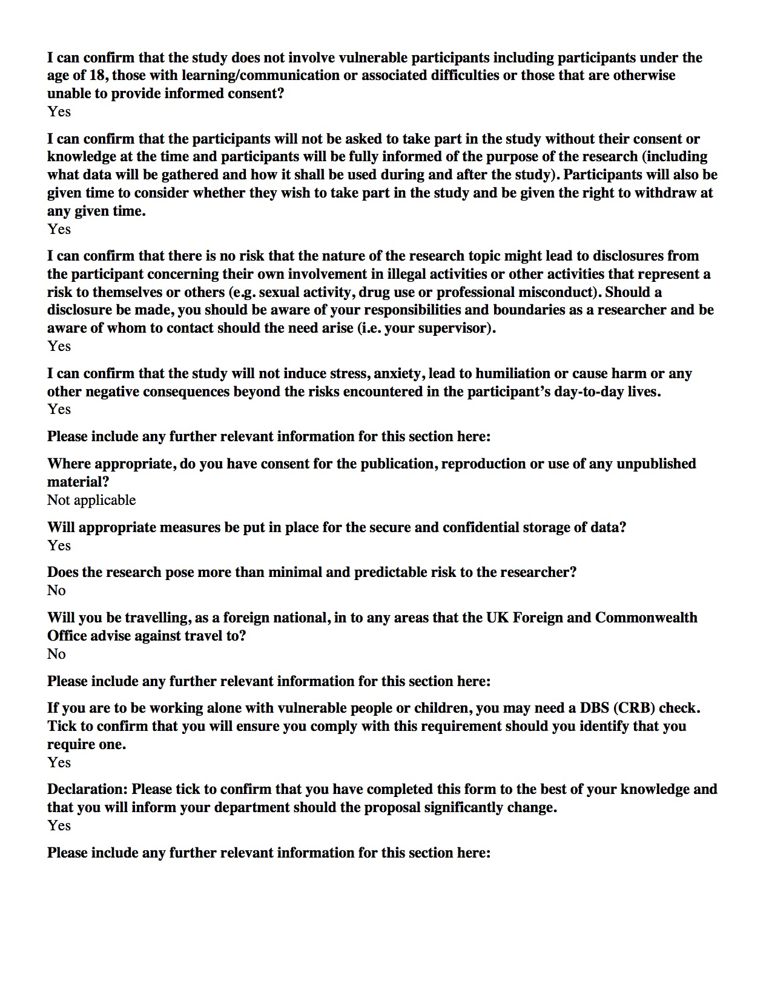 I can confirm that the study does not involve vulnerable participants including participants under the
age of 18, those with learning/communication or associated difficulties or those that are otherwise
unable to provide informed consent?
Yes
I can confirm that the participants will not be asked to take part in the study without their consent or
knowledge at the time and participants will be fully informed of the purpose of the research (including
what data will be gathered and how it shall be used during and after the study). Participants will also be
given time to consider whether they wish to take part in the study and be given the right to withdraw at
any given time.
Yes
I can confirm that there is no risk that the nature of the research topic might lead to disclosures from
the participant concerning their own involvement in illegal activities or other activities that represent a
risk to themselves or others (e.g. sexual activity, drug use or professional misconduct). Should a
disclosure be made, you should be aware of your responsibilities and boundaries as a researcher and be
aware of whom to contact should the need arise (i.e. your supervisor).
Yes
I can confirm that the study will not induce stress, anxiety, lead to humiliation or cause harm or any
other negative consequences beyond the risks encountered in the participant’s day-to-day lives.
Yes
Please include any further relevant information for this section here:
Where appropriate, do you have consent for the publication, reproduction or use of any unpublished
material?
Not applicable
Will appropriate measures be put in place for the secure and confidential storage of data?
Yes
Does the research pose more than minimal and predictable risk to the researcher?
No
Will you be travelling, as a foreign national, in to any areas that the UK Foreign and Commonwealth
Office advise against travel to?
No
Please include any further relevant information for this section here:
If you are to be working alone with vulnerable people or children, you may need a DBS (CRB) check.
Tick to confirm that you will ensure you comply with this requirement should you identify that you
require one.
Yes
Declaration: Please tick to confirm that you have completed this form to the best of your knowledge and
that you will inform your department should the proposal significantly change.
Yes
Please include any further relevant information for this section here: